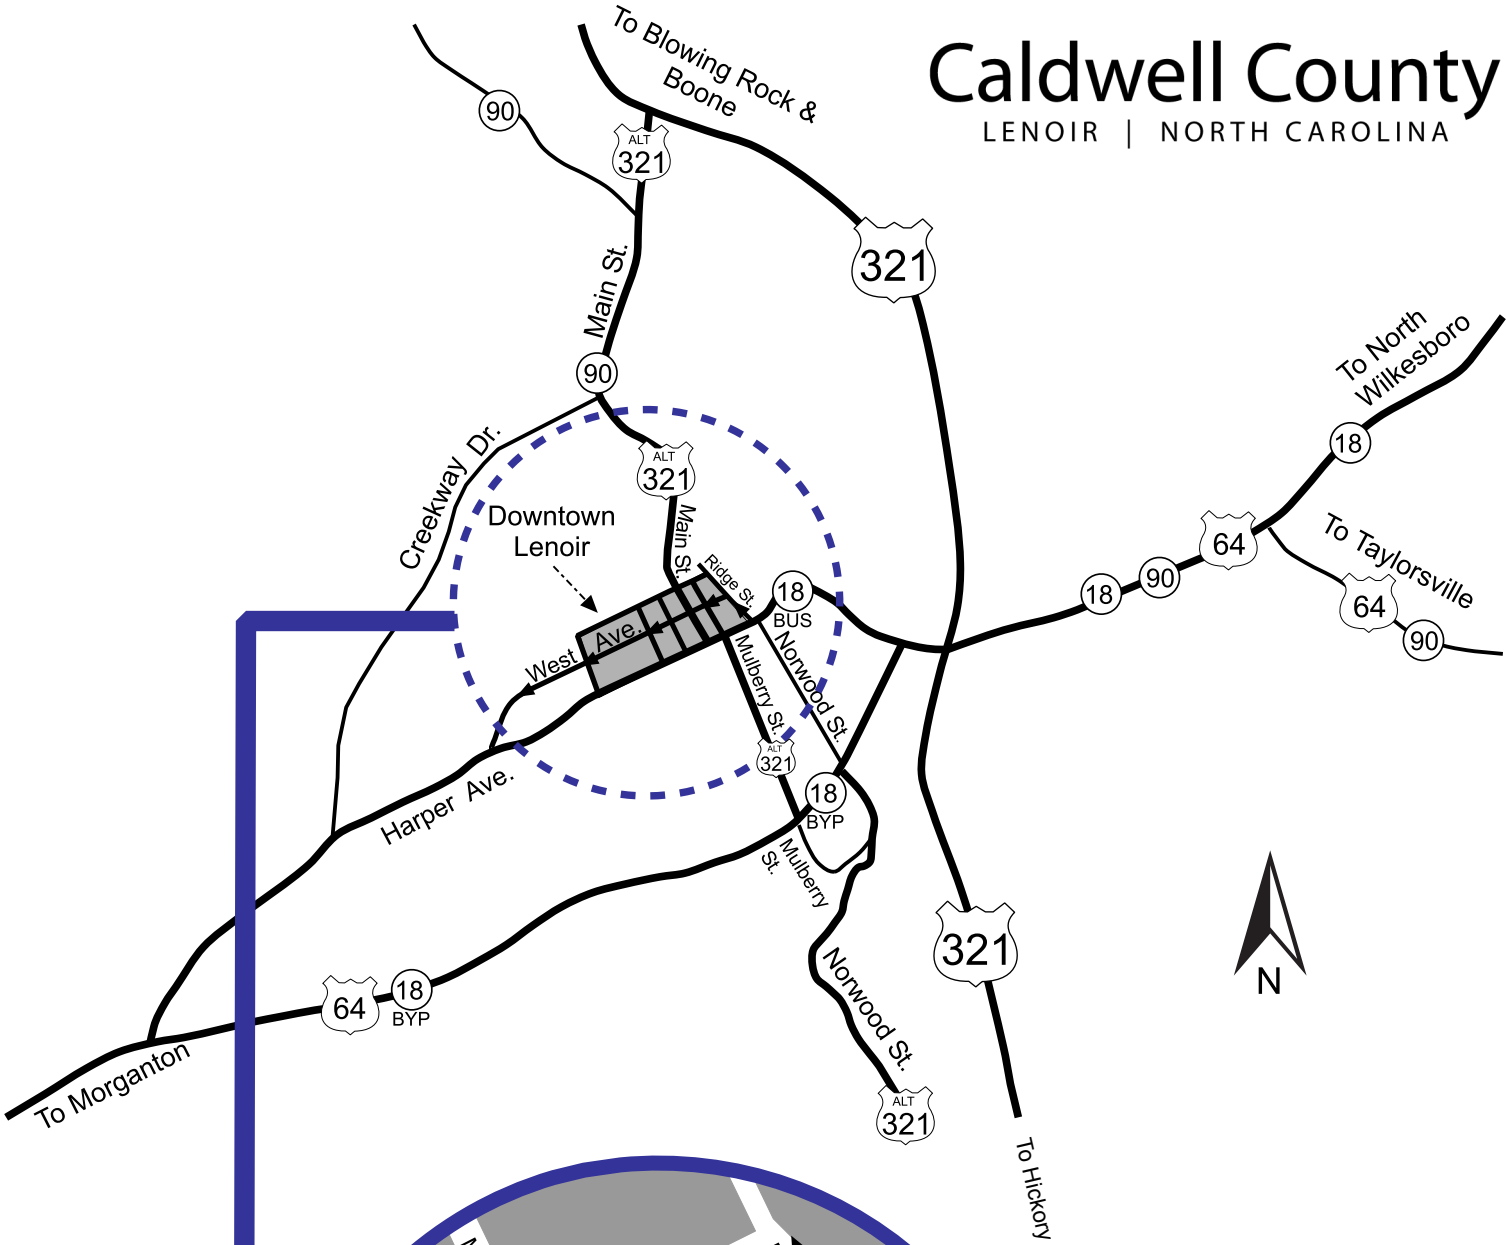 Caldwell County
LENOIR | NORTH CAROLINA
To Blowing Rock &
Boone
90
ALT
321
321
Main St.
90
To North
Wilkesboro
18
Creekway Dr.
ALT
321
Downtown
Lenoir
Main St.
Ridge St.
18
BUS
18
90
64
To Taylorsville
64
90
West Ave.
Mulberry St.
Norwood St.
ALT
321
18
BYP
Harper Ave.
Mulberry
St.
321
Norwood St.
64
18
BYP
To Morganton
ALT
321
N
To Hickory